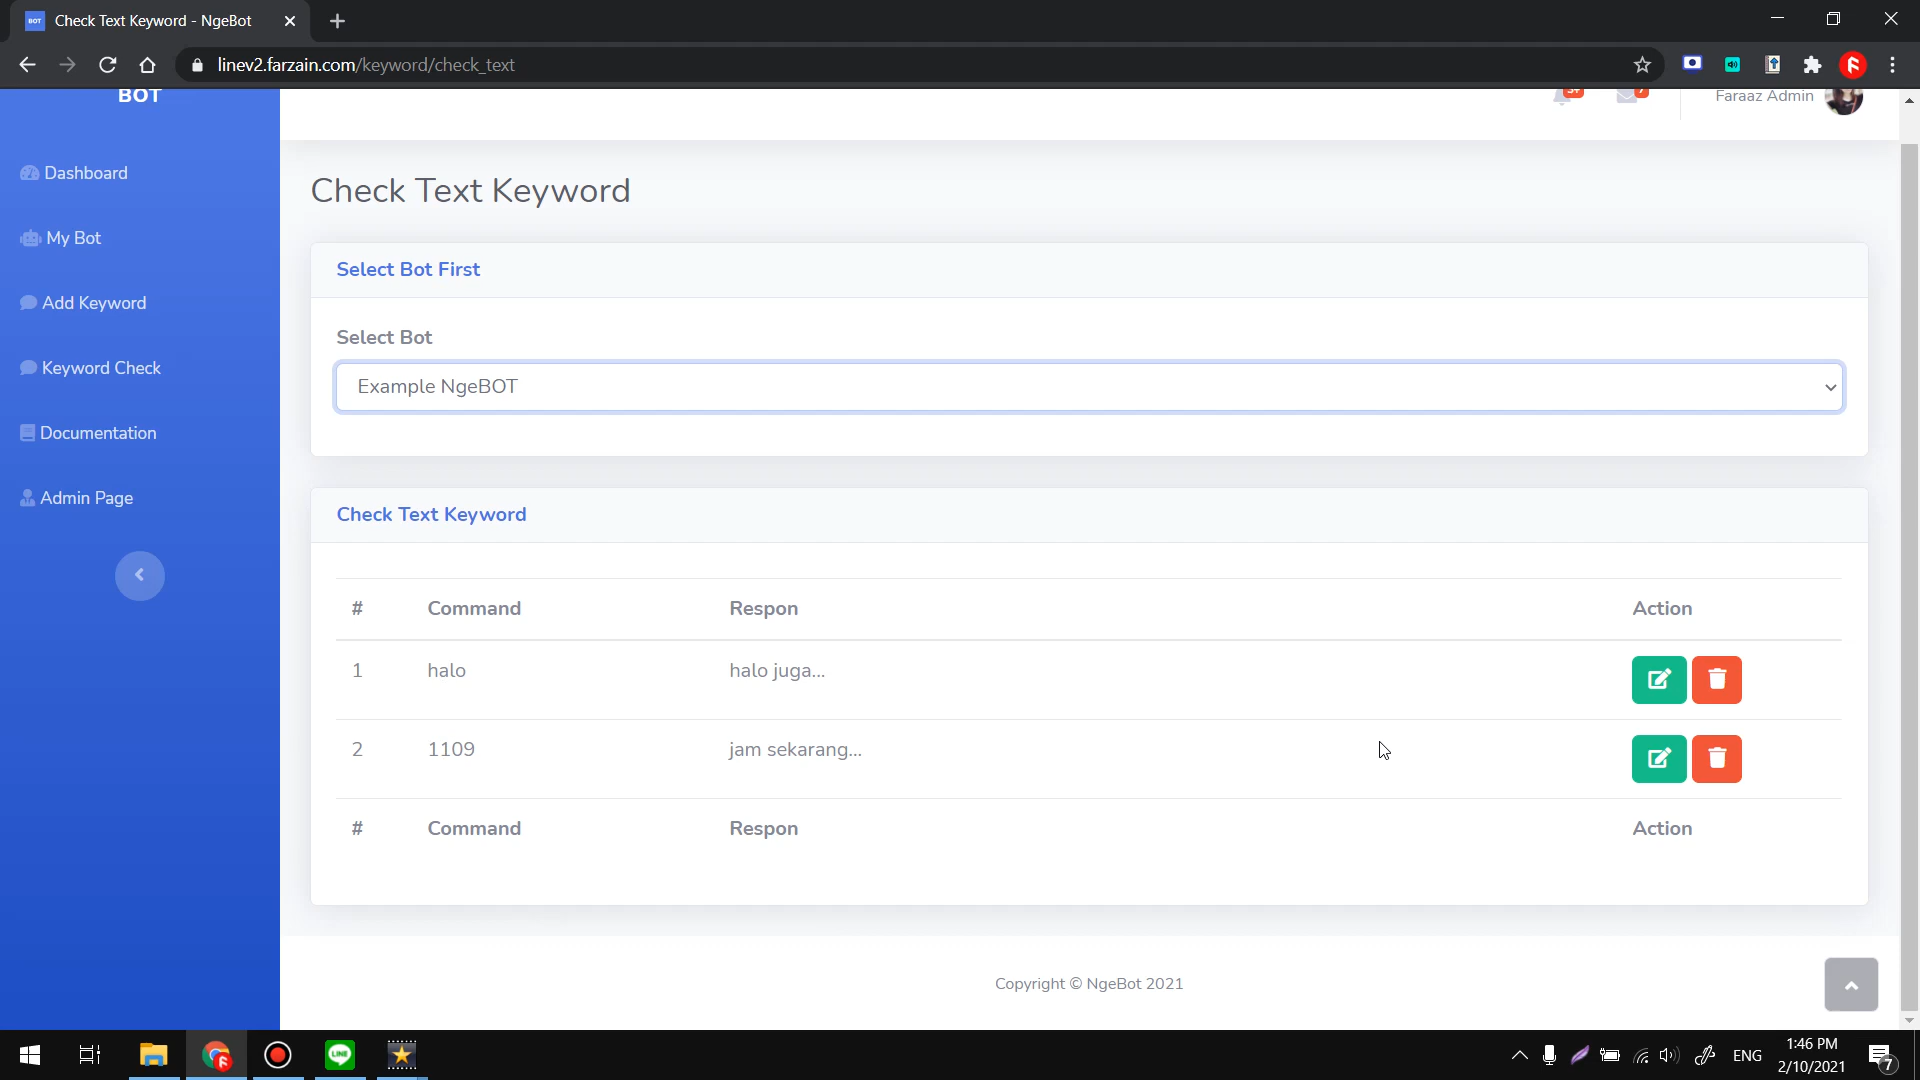 Check Text Keyword - NgeBot
linev2.farzain.com/keyword/check_text
BOT
Faraaz Admin
Dashboard
My Bot
Add Keyword
Keyword Check
Documentation
Admin Page
Check Text Keyword
Select Bot First
Select Bot
Example NgeBOT
Check Text Keyword
# Command Respon Action
1 halo halo juga...
2 1109 jam sekarang...
# Command Respon Action
Copyright © NgeBot 2021
LINE
ENG
1:46 PM
2/10/2021
7